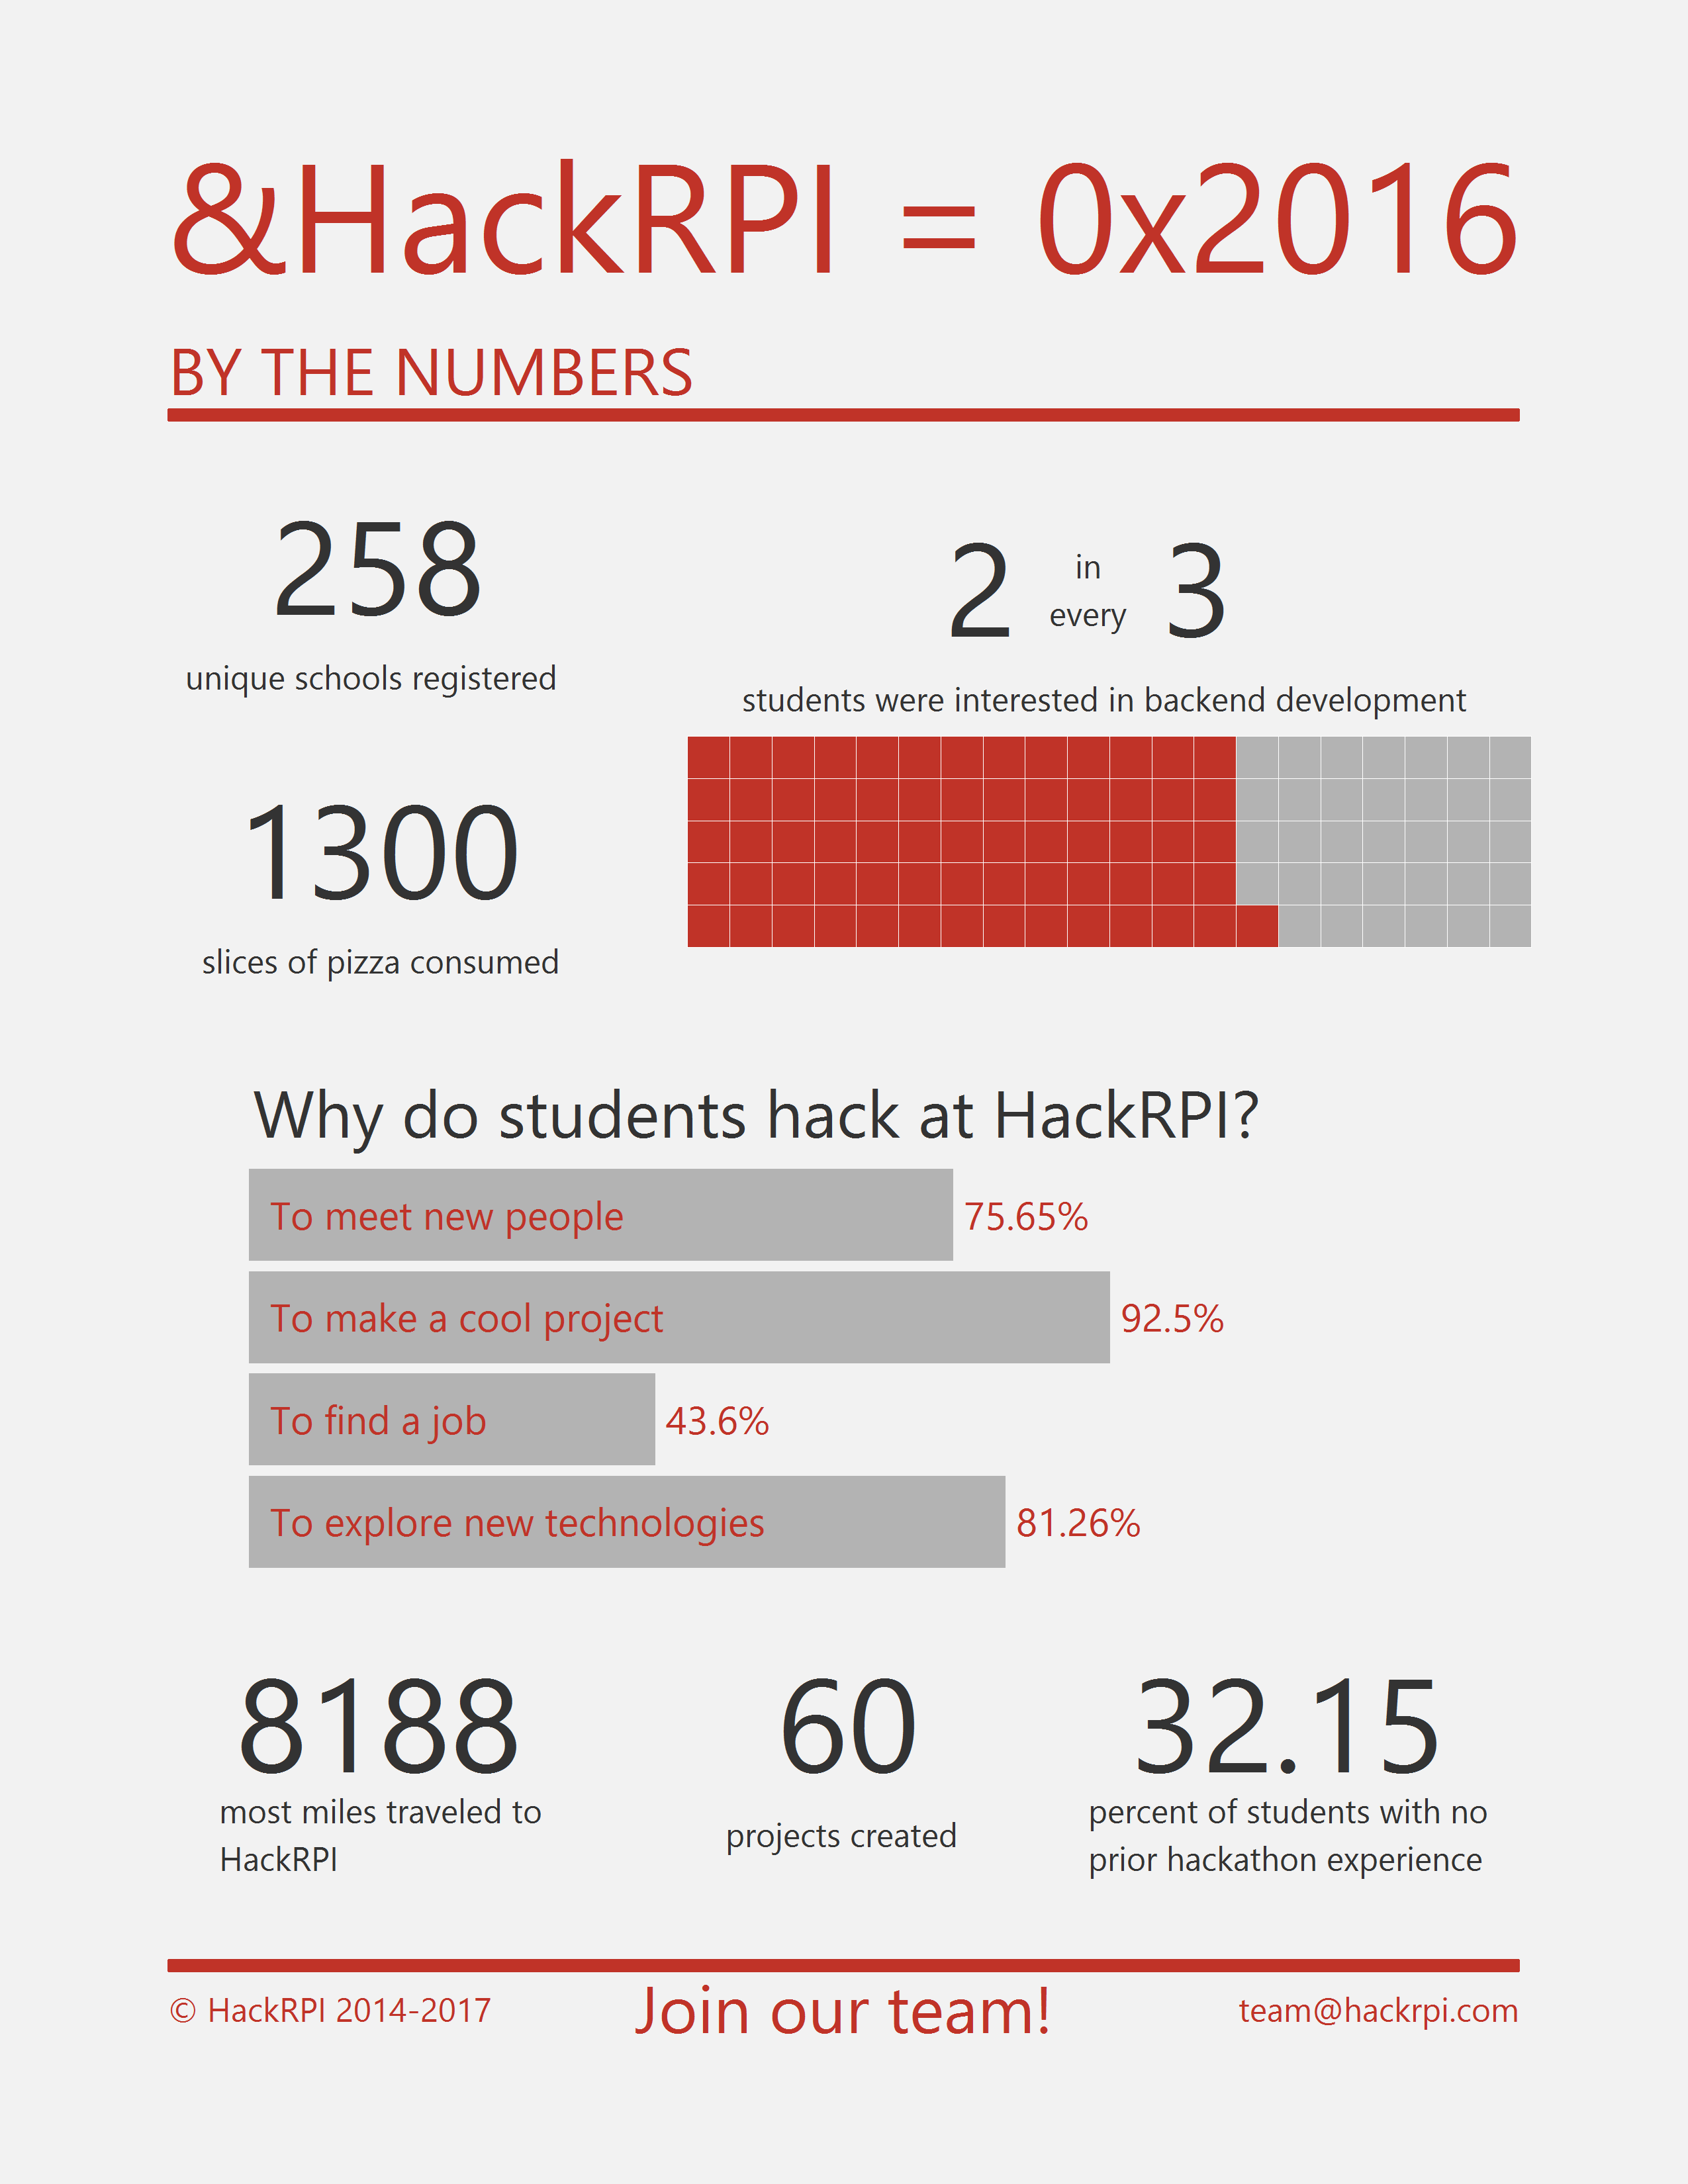 &HackRPI = 0x2016
BY THE NUMBERS
258
unique schools registered
2 in every 3
students were interested in backend development
1300
slices of pizza consumed
Why do students hack at HackRPI?
To meet new people 75.65%
To make a cool project 92.5%
To find a job 43.6%
To explore new technologies 81.26%
8188
most miles traveled to
HackRPI
60
projects created
32.15
percent of students with no
prior hackathon experience
© HackRPI 2014-2017
Join our team!
team@hackrpi.com